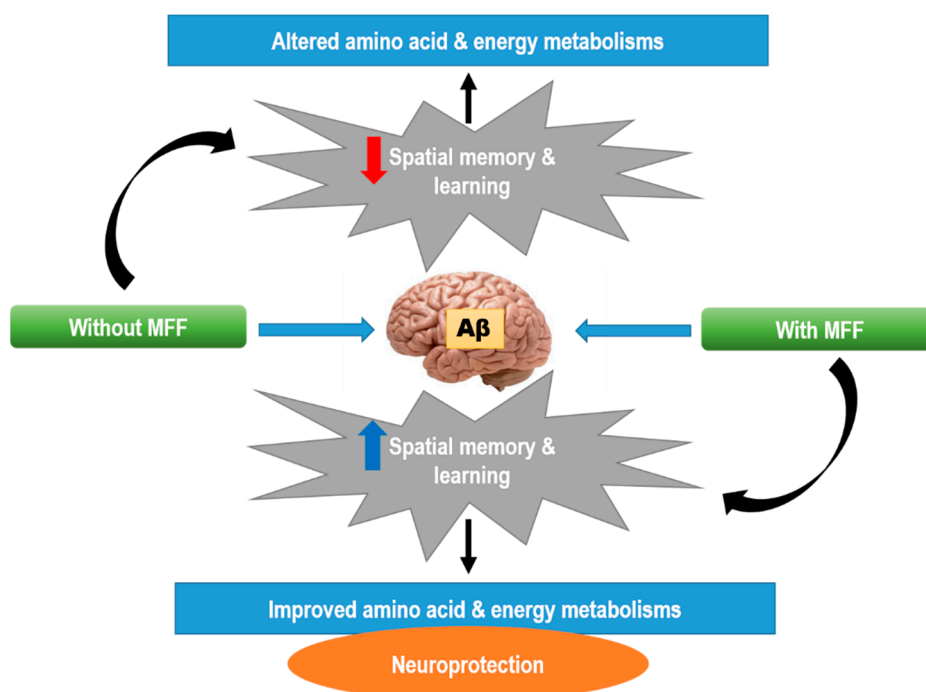 Altered amino acid & energy metabolisms
Spatial memory &
learning
Without MFF
Aβ
With MFF
Spatial memory &
learning
Improved amino acid & energy metabolisms
Neuroprotection